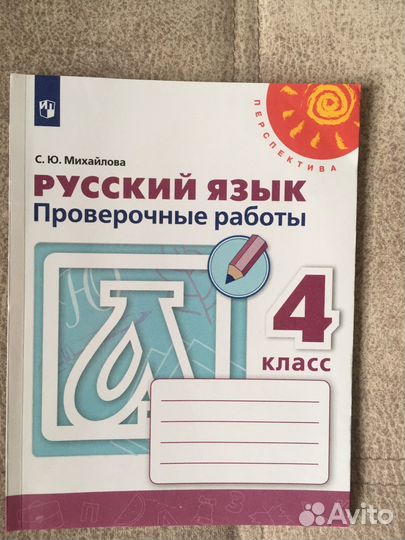 ПЕРСПЕКТИВА
С. Ю. Михайлова
РУССКИЙ ЯЗЫК
Проверочные работы
4
класс
Avito